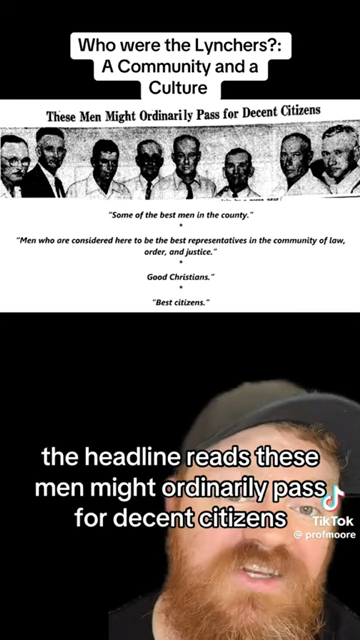 Who were the Lynchers?:
A Community and a
Culture
These Men Might Ordinarily Pass for Decent Citizens
"Some of the best men in the county."
*
"Men who are considered here to be the best representatives in the community of law,
order, and justice."
*
Good Christians."
*
"Best citizens."
the headline reads these
men might ordinarily pass
for decent citizens
TikTok
@ profmoore